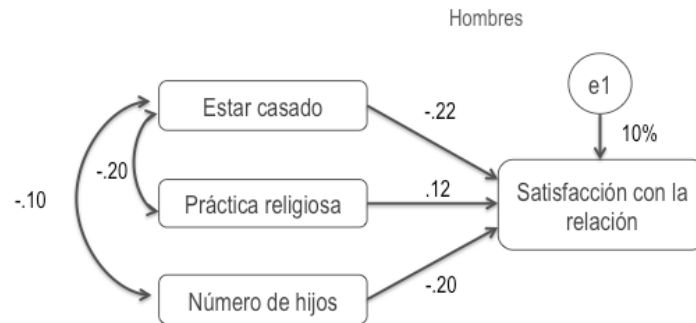 Hombres
e1
Estar casado
-.22
10%
-.20
-.10
Práctica religiosa
.12
Satisfacción con la
relación
Número de hijos
-.20